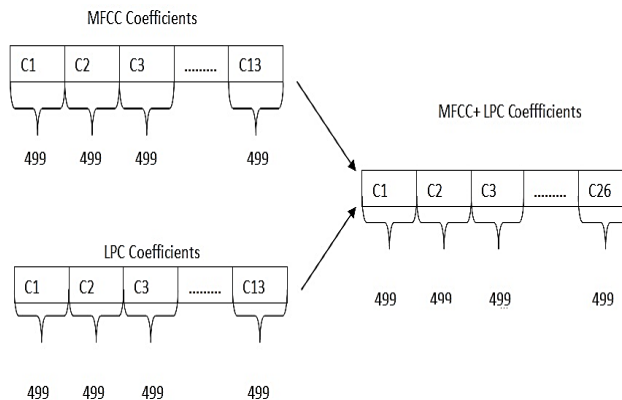 MFCC Coefficients
C1 C2 C3 ......... C13
499 499 499 499
MFCC+ LPC Coeffficients
C1 C2 C3 ......... C26
499 499 499 499
LPC Coefficients
C1 C2 C3 ......... C13
499 499 499 499